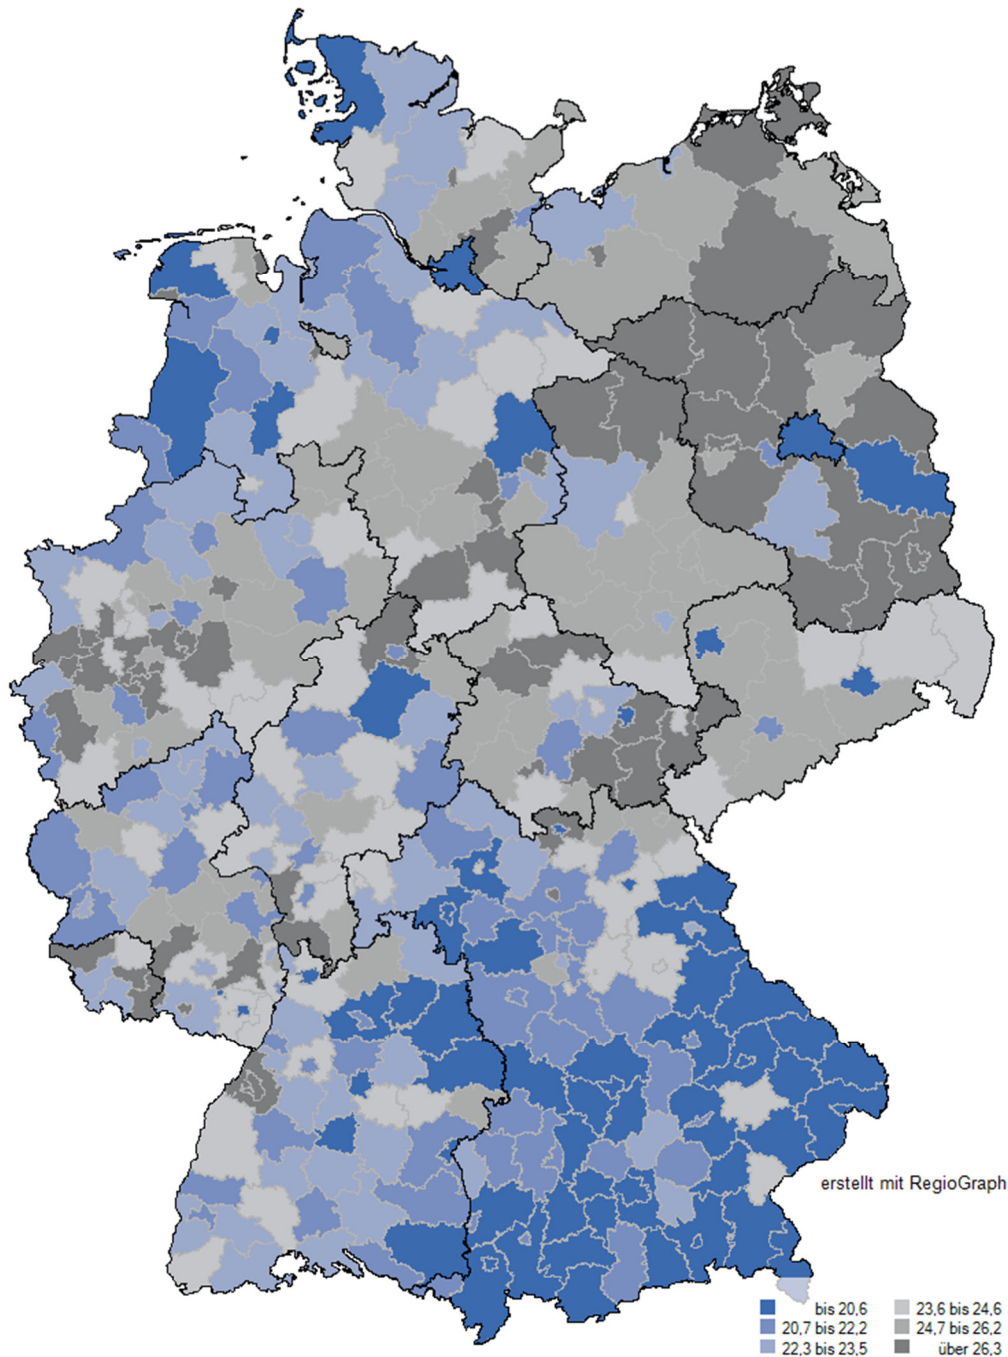 erstellt mit RegioGraph
bis 20,6
23,6 bis 24,6
20,7 bis 22,2
24,7 bis 26,2
22,3 bis 23,5
über 26,3